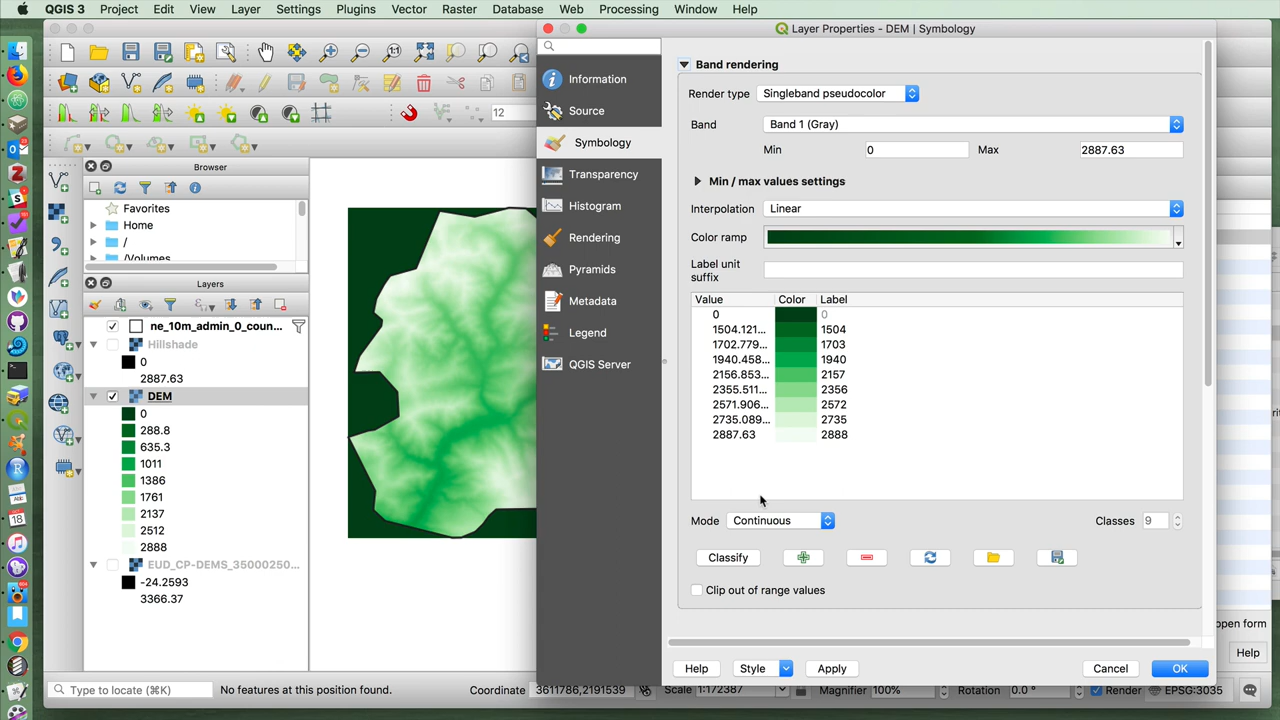 QGIS 3 Project Edit View Layer Settings Plugins Vector Raster Database Web Processing Window Help
Layer Properties - DEM | Symbology
12
Browser
Favorites
Home
/
/Volumes
Layers
ne_10m_admin_0_coun...
Hillshade
0
2887.63
DEM
0
288.8
635.3
1011
1386
1761
2137
2512
2888
EUD_CP-DEMS_35000250...
-24.2593
3366.37
Information
Source
Symbology
Transparency
Histogram
Rendering
Pyramids
Metadata
Legend
QGIS Server
Band rendering
Render type Singleband pseudocolor
Band Band 1 (Gray)
Min 0 Max 2887.63
Min / max values settings
Interpolation Linear
Color ramp
Label unit
suffix
Value Color Label
0 0
1504.121... 1504
1702.779... 1703
1940.458... 1940
2156.853... 2157
2355.511... 2356
2571.906... 2572
2735.089... 2735
2887.63 2888
Mode Continuous Classes 9
Classify
Clip out of range values
Help Style Apply Cancel OK
open form
Help
Type to locate (⌘K) No features at this position found. Coordinate 3611786,2191539 Scale 1:172387 Magnifier 100% Rotation 0.0 ° Render EPSG:3035